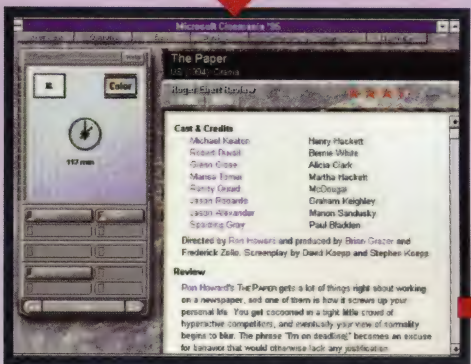 Microsoft Cinemania '95
The Paper
US (1994): Drama
Roger Ebert Review
R
Color
117 min
Cast & Credits
Michael Keaton Henry Hackett
Robert Duvall Bernie White
Glenn Close Alicia Clark
Marisa Tomei Martha Hackett
Randy Quaid McDougal
Jason Robards Graham Keighley
Jason Alexander Marion Sandusky
Spalding Gray Paul Bladden
Directed by Ron Howard and produced by Brian Grazer and
Frederick Zollo. Screenplay by David Koepp and Stephen Koepp.
Review
Ron Howard's THE PAPER gets a lot of things right about working
on a newspaper, and one of them is how it screws up your
personal life. You get cocooned in a tight little crowd of
hyperactive competitors, and eventually your view of normality
begins to blur. The phrase "I'm on deadline" becomes an excuse
for behavior that would otherwise lack any justification.